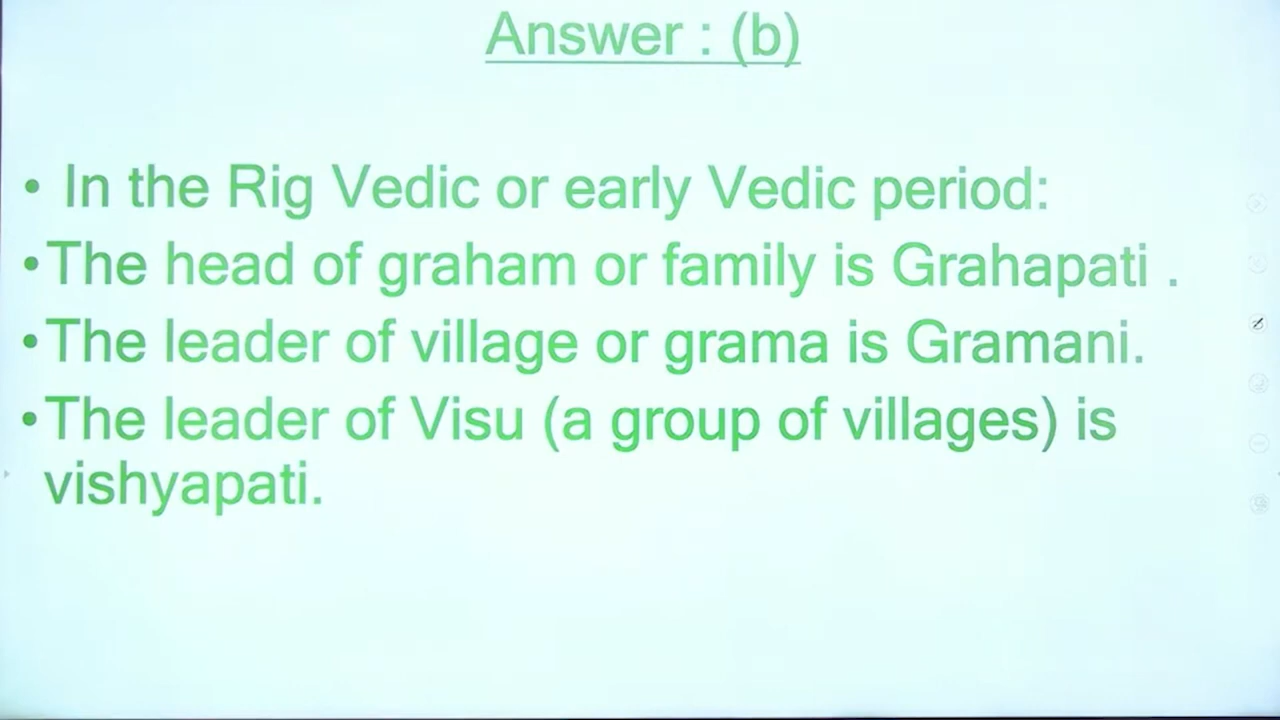 Answer : (b)
• In the Rig Vedic or early Vedic period:
•The head of graham or family is Grahapati .
•The leader of village or grama is Gramani.
•The leader of Visu (a group of villages) is
vishyapati.